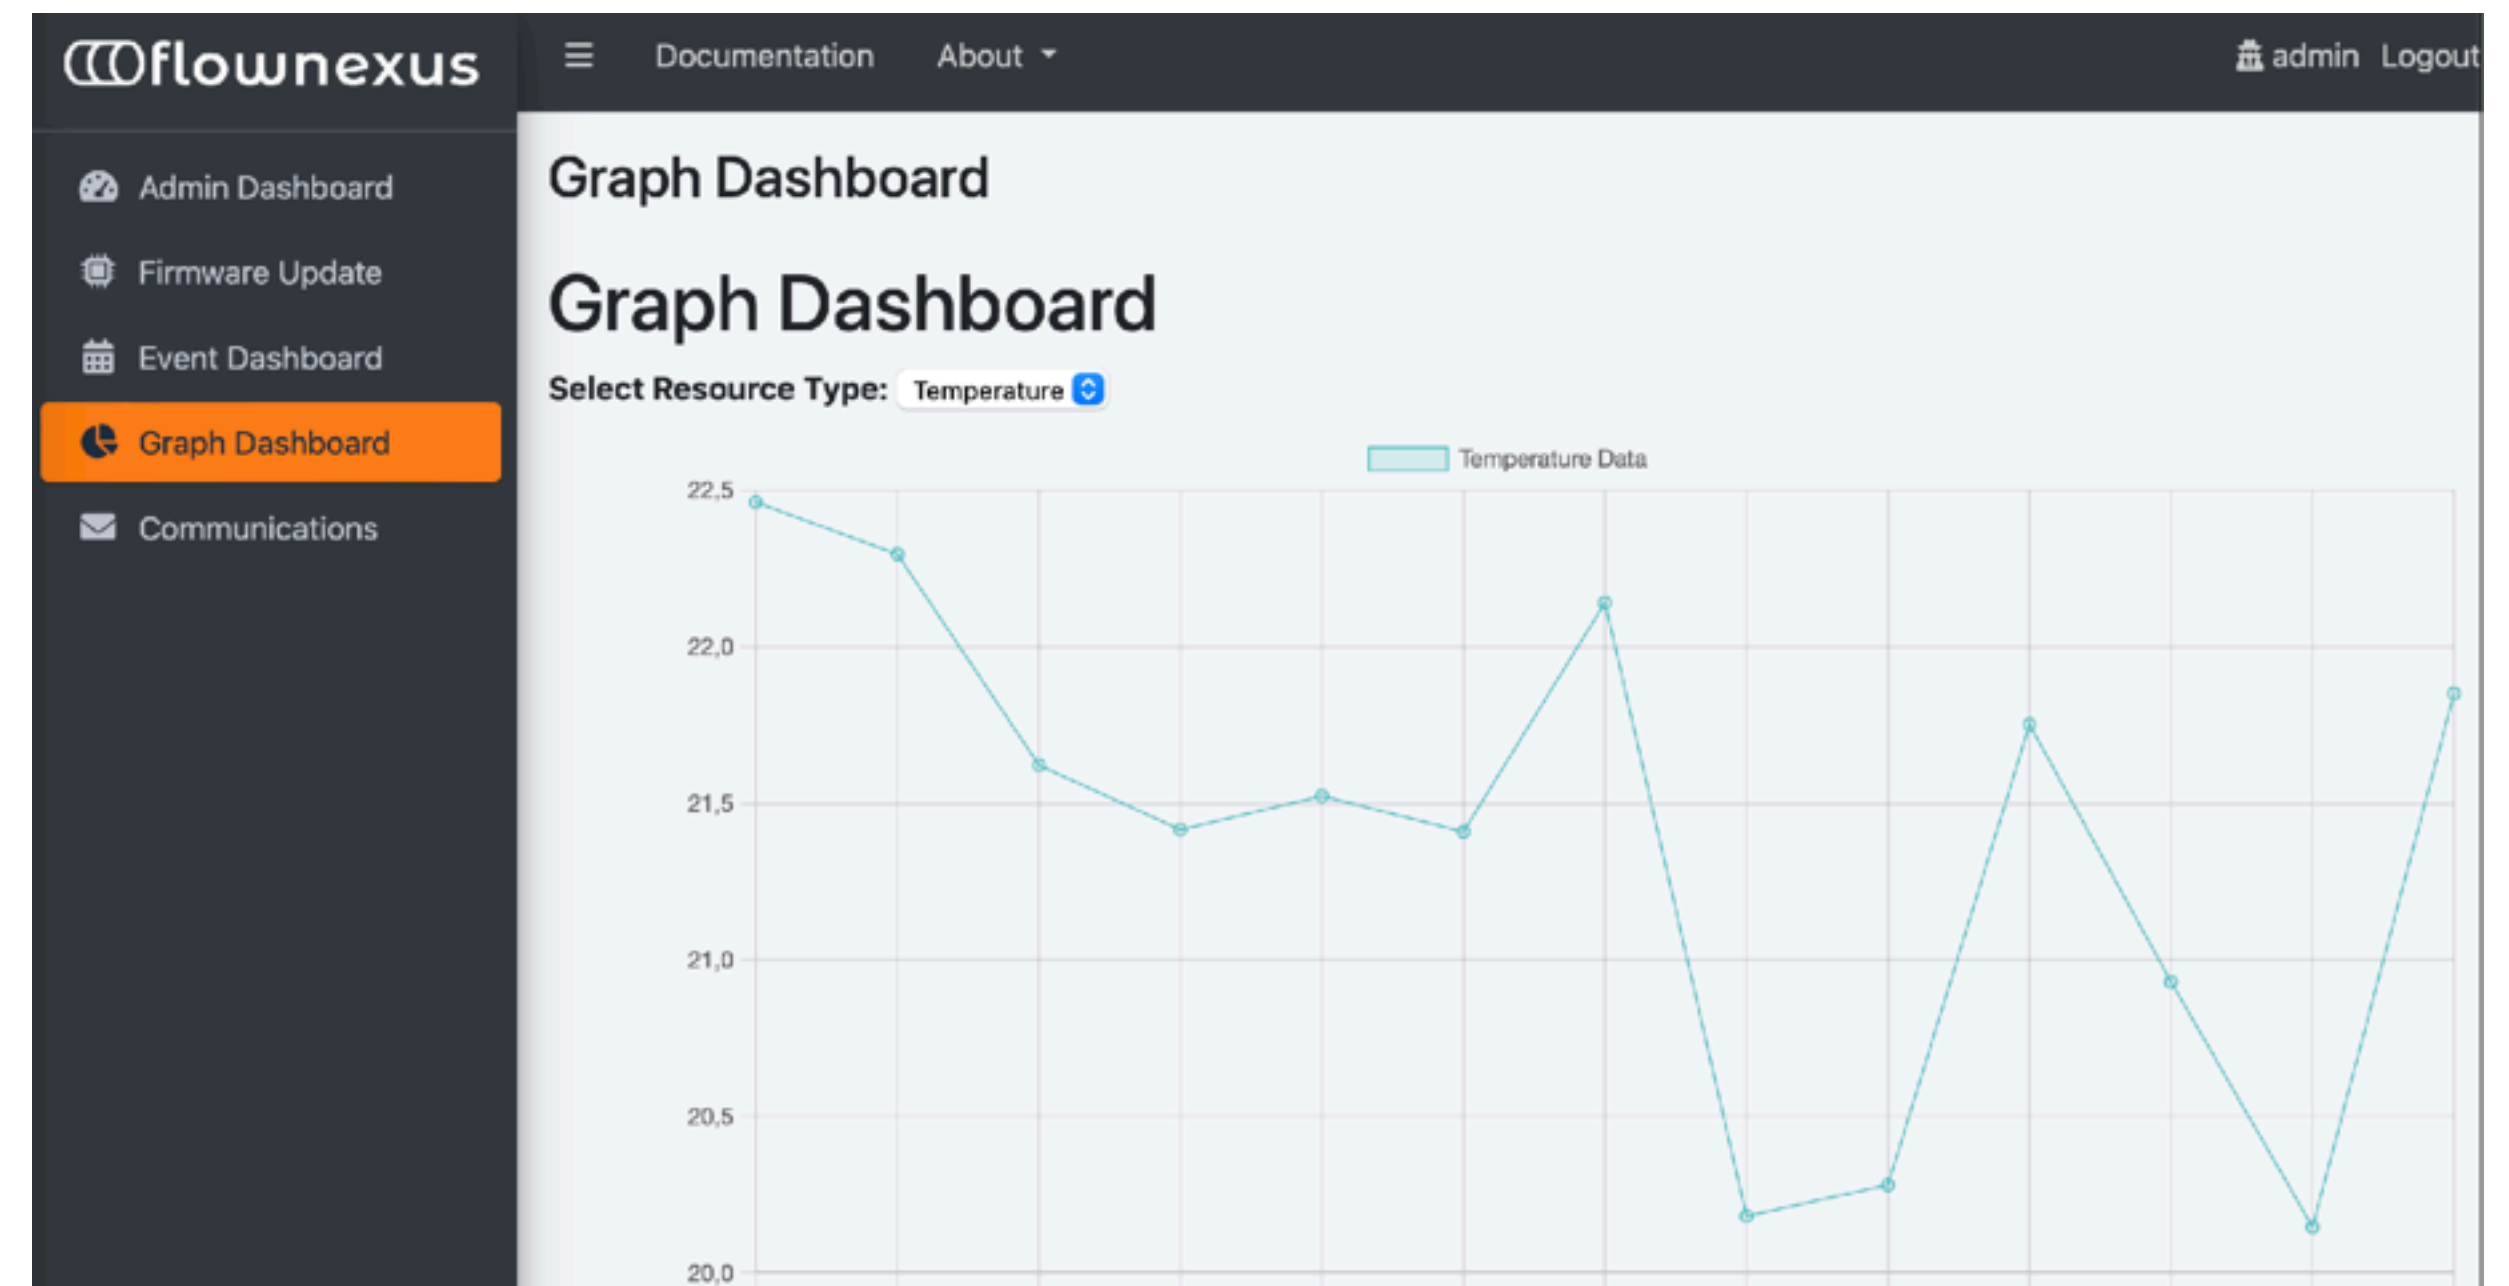 flownexus
Documentation About
admin Logout
Admin Dashboard
Firmware Update
Event Dashboard
Graph Dashboard
Communications
Graph Dashboard
Graph Dashboard
Select Resource Type: Temperature
Temperature Data
22,5
22,0
21,5
21,0
20,5
20,0